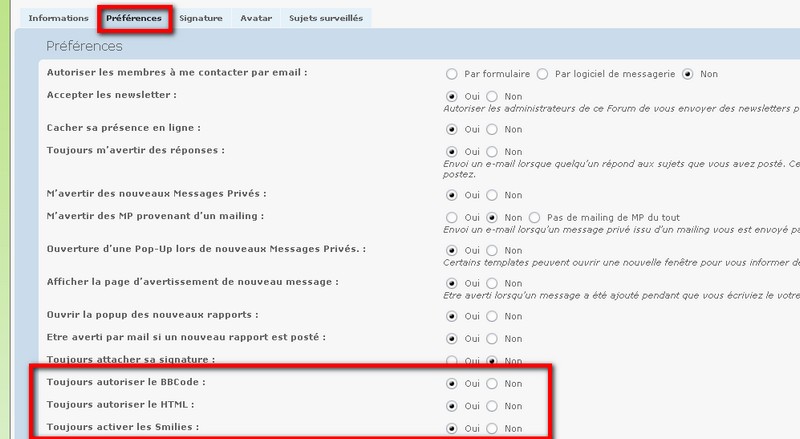 Informations Préférences Signature Avatar Sujets surveillés
Préférences
Autoriser les membres à me contacter par email : Par formulaire Par logiciel de messagerie Non
Accepter les newsletter : Oui Non
Autoriser les administrateurs de ce Forum de vous envoyer des newsletters p
Cacher sa présence en ligne : Oui Non
Toujours m'avertir des réponses : Oui Non
Envoi un e-mail lorsque quelqu'un répond aux sujets que vous avez posté. Ce
postez.
M'avertir des nouveaux Messages Privés : Oui Non
M'avertir des MP provenant d'un mailing : Oui Non Pas de mailing de MP du tout
Envoi un e-mail lorsqu'un message privé issu d'un mailing vous est envoyé pa
Ouverture d'une Pop-Up lors de nouveaux Messages Privés. : Oui Non
Certains templates peuvent ouvrir une nouvelle fenêtre pour vous informer de
Afficher la page d'avertissement de nouveau message : Oui Non
Etre averti lorsqu'un message a été ajouté pendant que vous écriviez le votre
Ouvrir la popup des nouveaux rapports : Oui Non
Etre averti par mail si un nouveau rapport est posté : Oui Non
Toujours attacher sa signature : Oui Non
Toujours autoriser le BBCode : Oui Non
Toujours autoriser le HTML : Oui Non
Toujours activer les Smilies : Oui Non